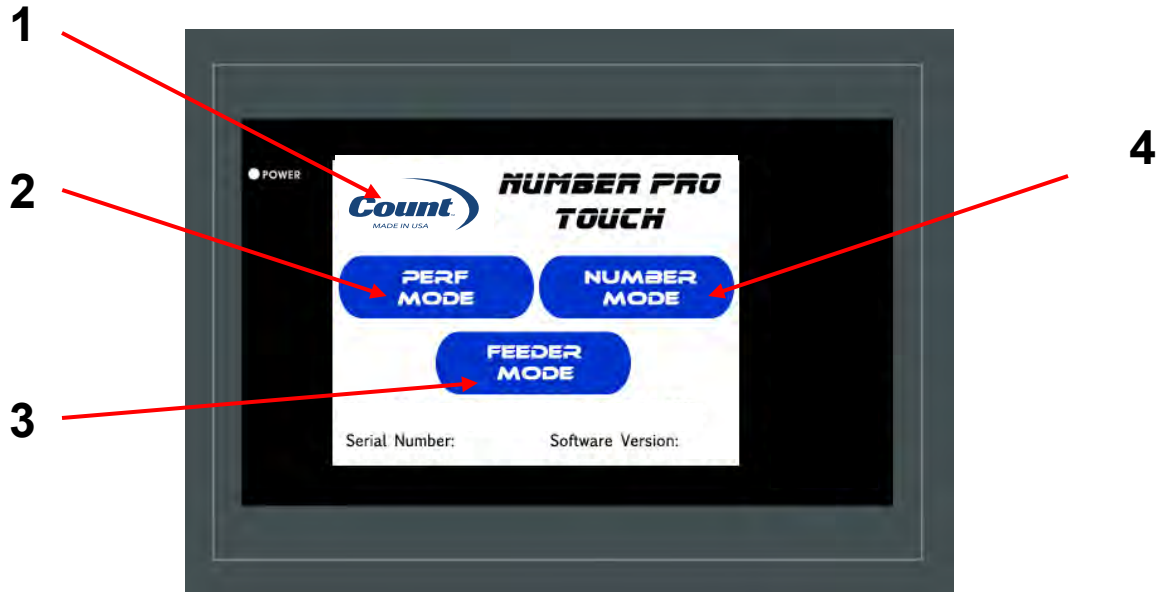 1
2
3
4
POWER
Count™
MADE IN USA
NUMBER PRO
TOUCH
PERF
MODE
NUMBER
MODE
FEEDER
MODE
Serial Number:
Software Version: